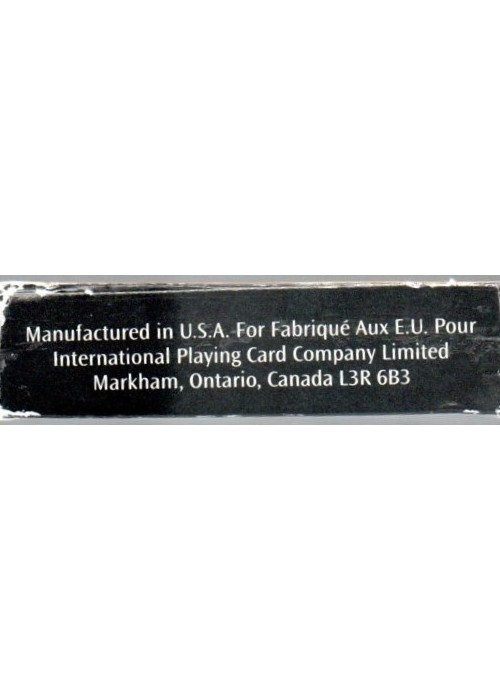 Manufactured in U.S.A. For Fabriqué Aux E.U. Pour
International Playing Card Company Limited
Markham, Ontario, Canada L3R 6B3